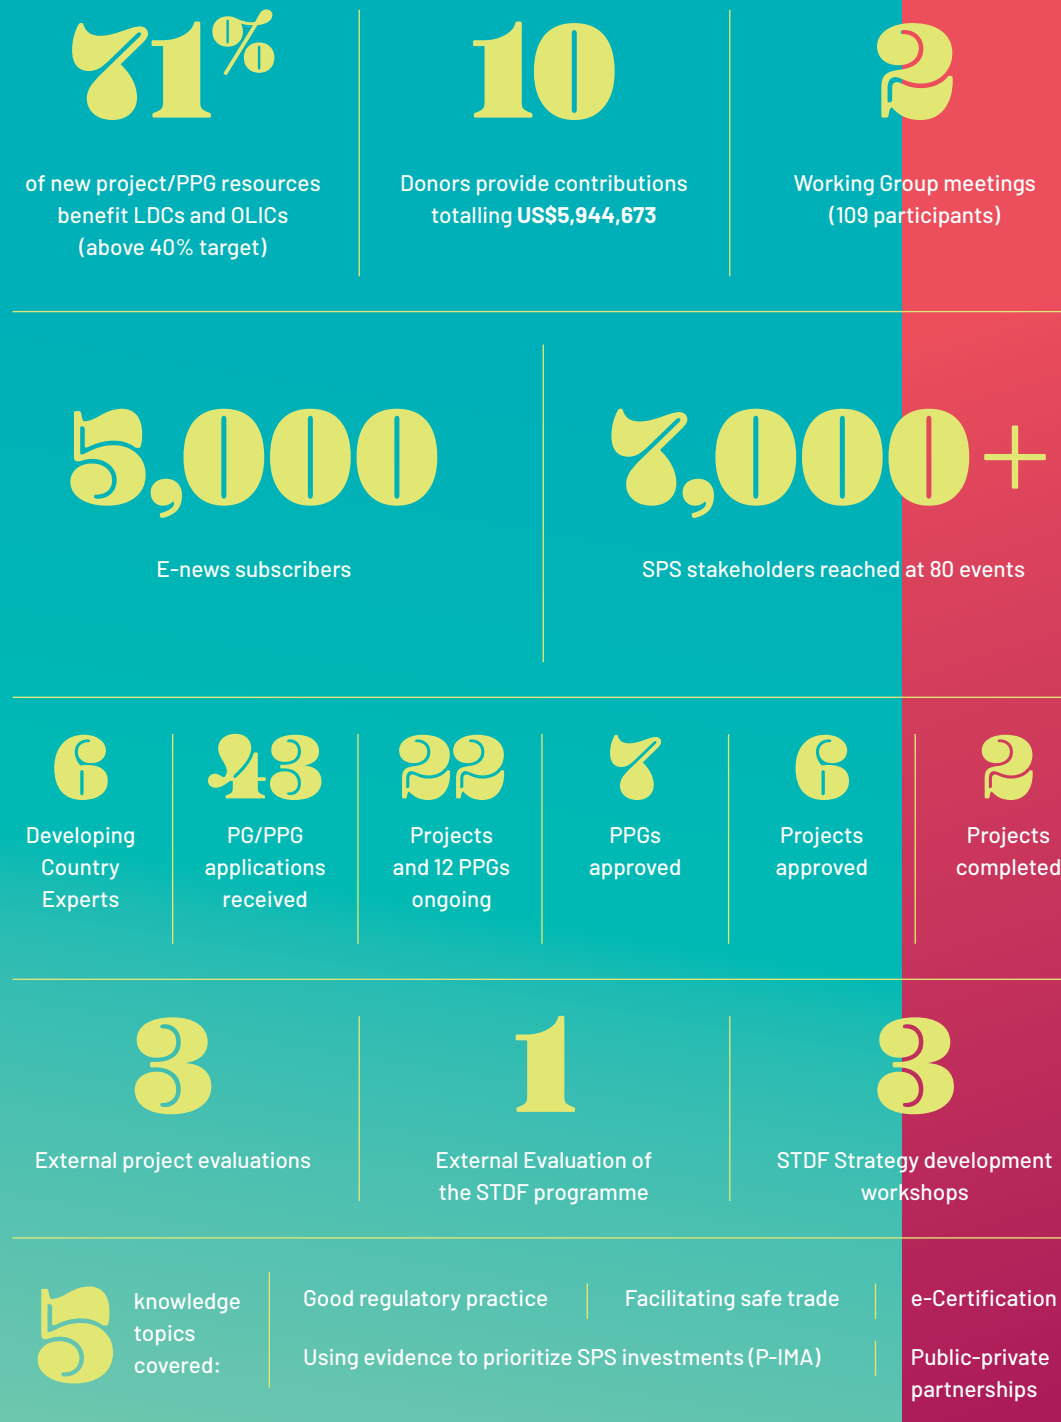 71%
of new project/PPG resources
benefit LDCs and OLICs
(above 40% target)
10
Donors provide contributions
totalling US$5,944,673
2
Working Group meetings
(109 participants)
5,000
E-news subscribers
7,000+
SPS stakeholders reached at 80 events
6
Developing
Country
Experts
43
PG/PPG
applications
received
22
Projects
and 12 PPGs
ongoing
7
PPGs
approved
6
Projects
approved
2
Projects
completed
3
External project evaluations
1
External Evaluation of
the STDF programme
3
STDF Strategy development
workshops
5
knowledge
topics
covered:
Good regulatory practice
Facilitating safe trade
e-Certification
Using evidence to prioritize SPS investments (P-IMA)
Public-private
partnerships